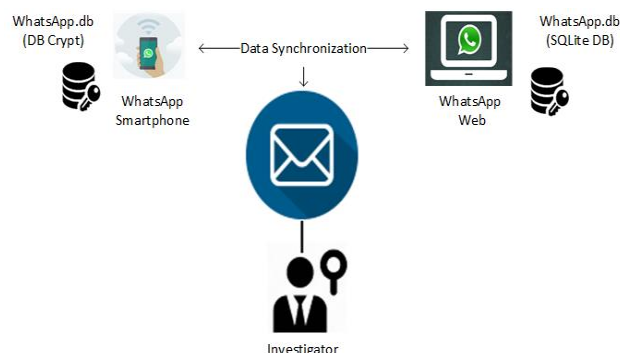 WhatsApp.db
(DB Crypt)
WhatsApp
Smartphone
Data Synchronization
WhatsApp
Web
WhatsApp.db
(SQLite DB)
Investigator